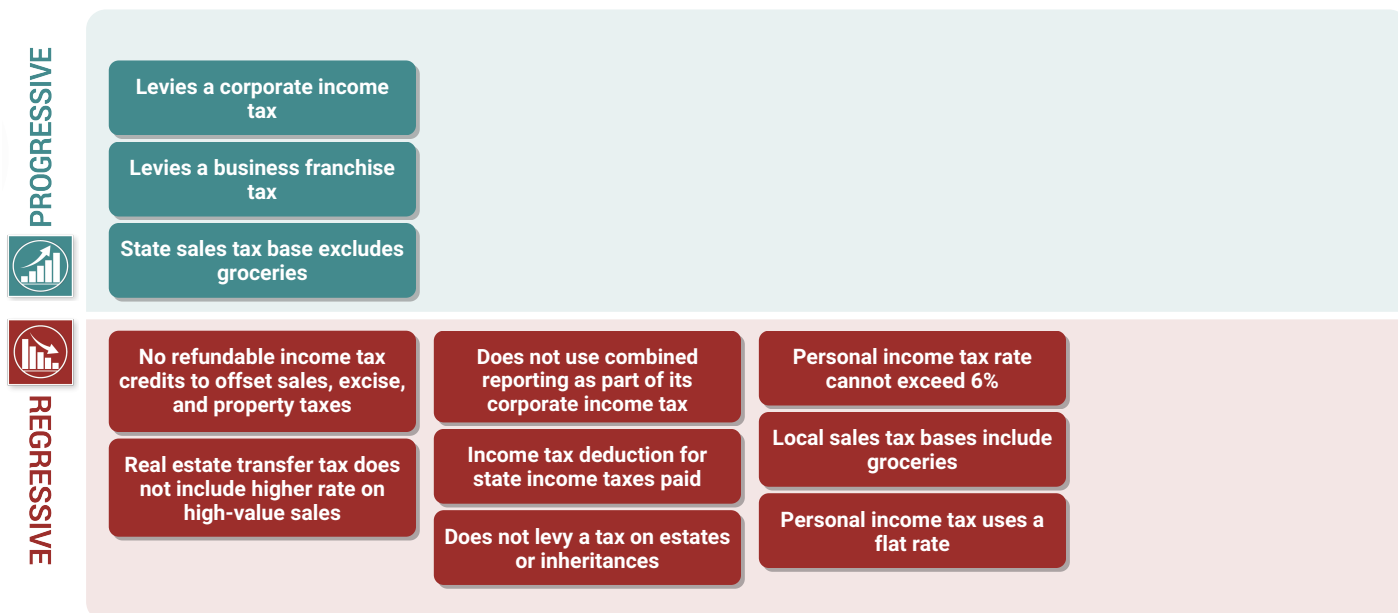 PROGRESSIVE
Levies a corporate income
tax
Levies a business franchise
tax
State sales tax base excludes
groceries
REGRESSIVE
No refundable income tax
credits to offset sales, excise,
and property taxes
Real estate transfer tax does
not include higher rate on
high-value sales
Does not use combined
reporting as part of its
corporate income tax
Income tax deduction for
state income taxes paid
Does not levy a tax on estates
or inheritances
Personal income tax rate
cannot exceed 6%
Local sales tax bases include
groceries
Personal income tax uses a
flat rate